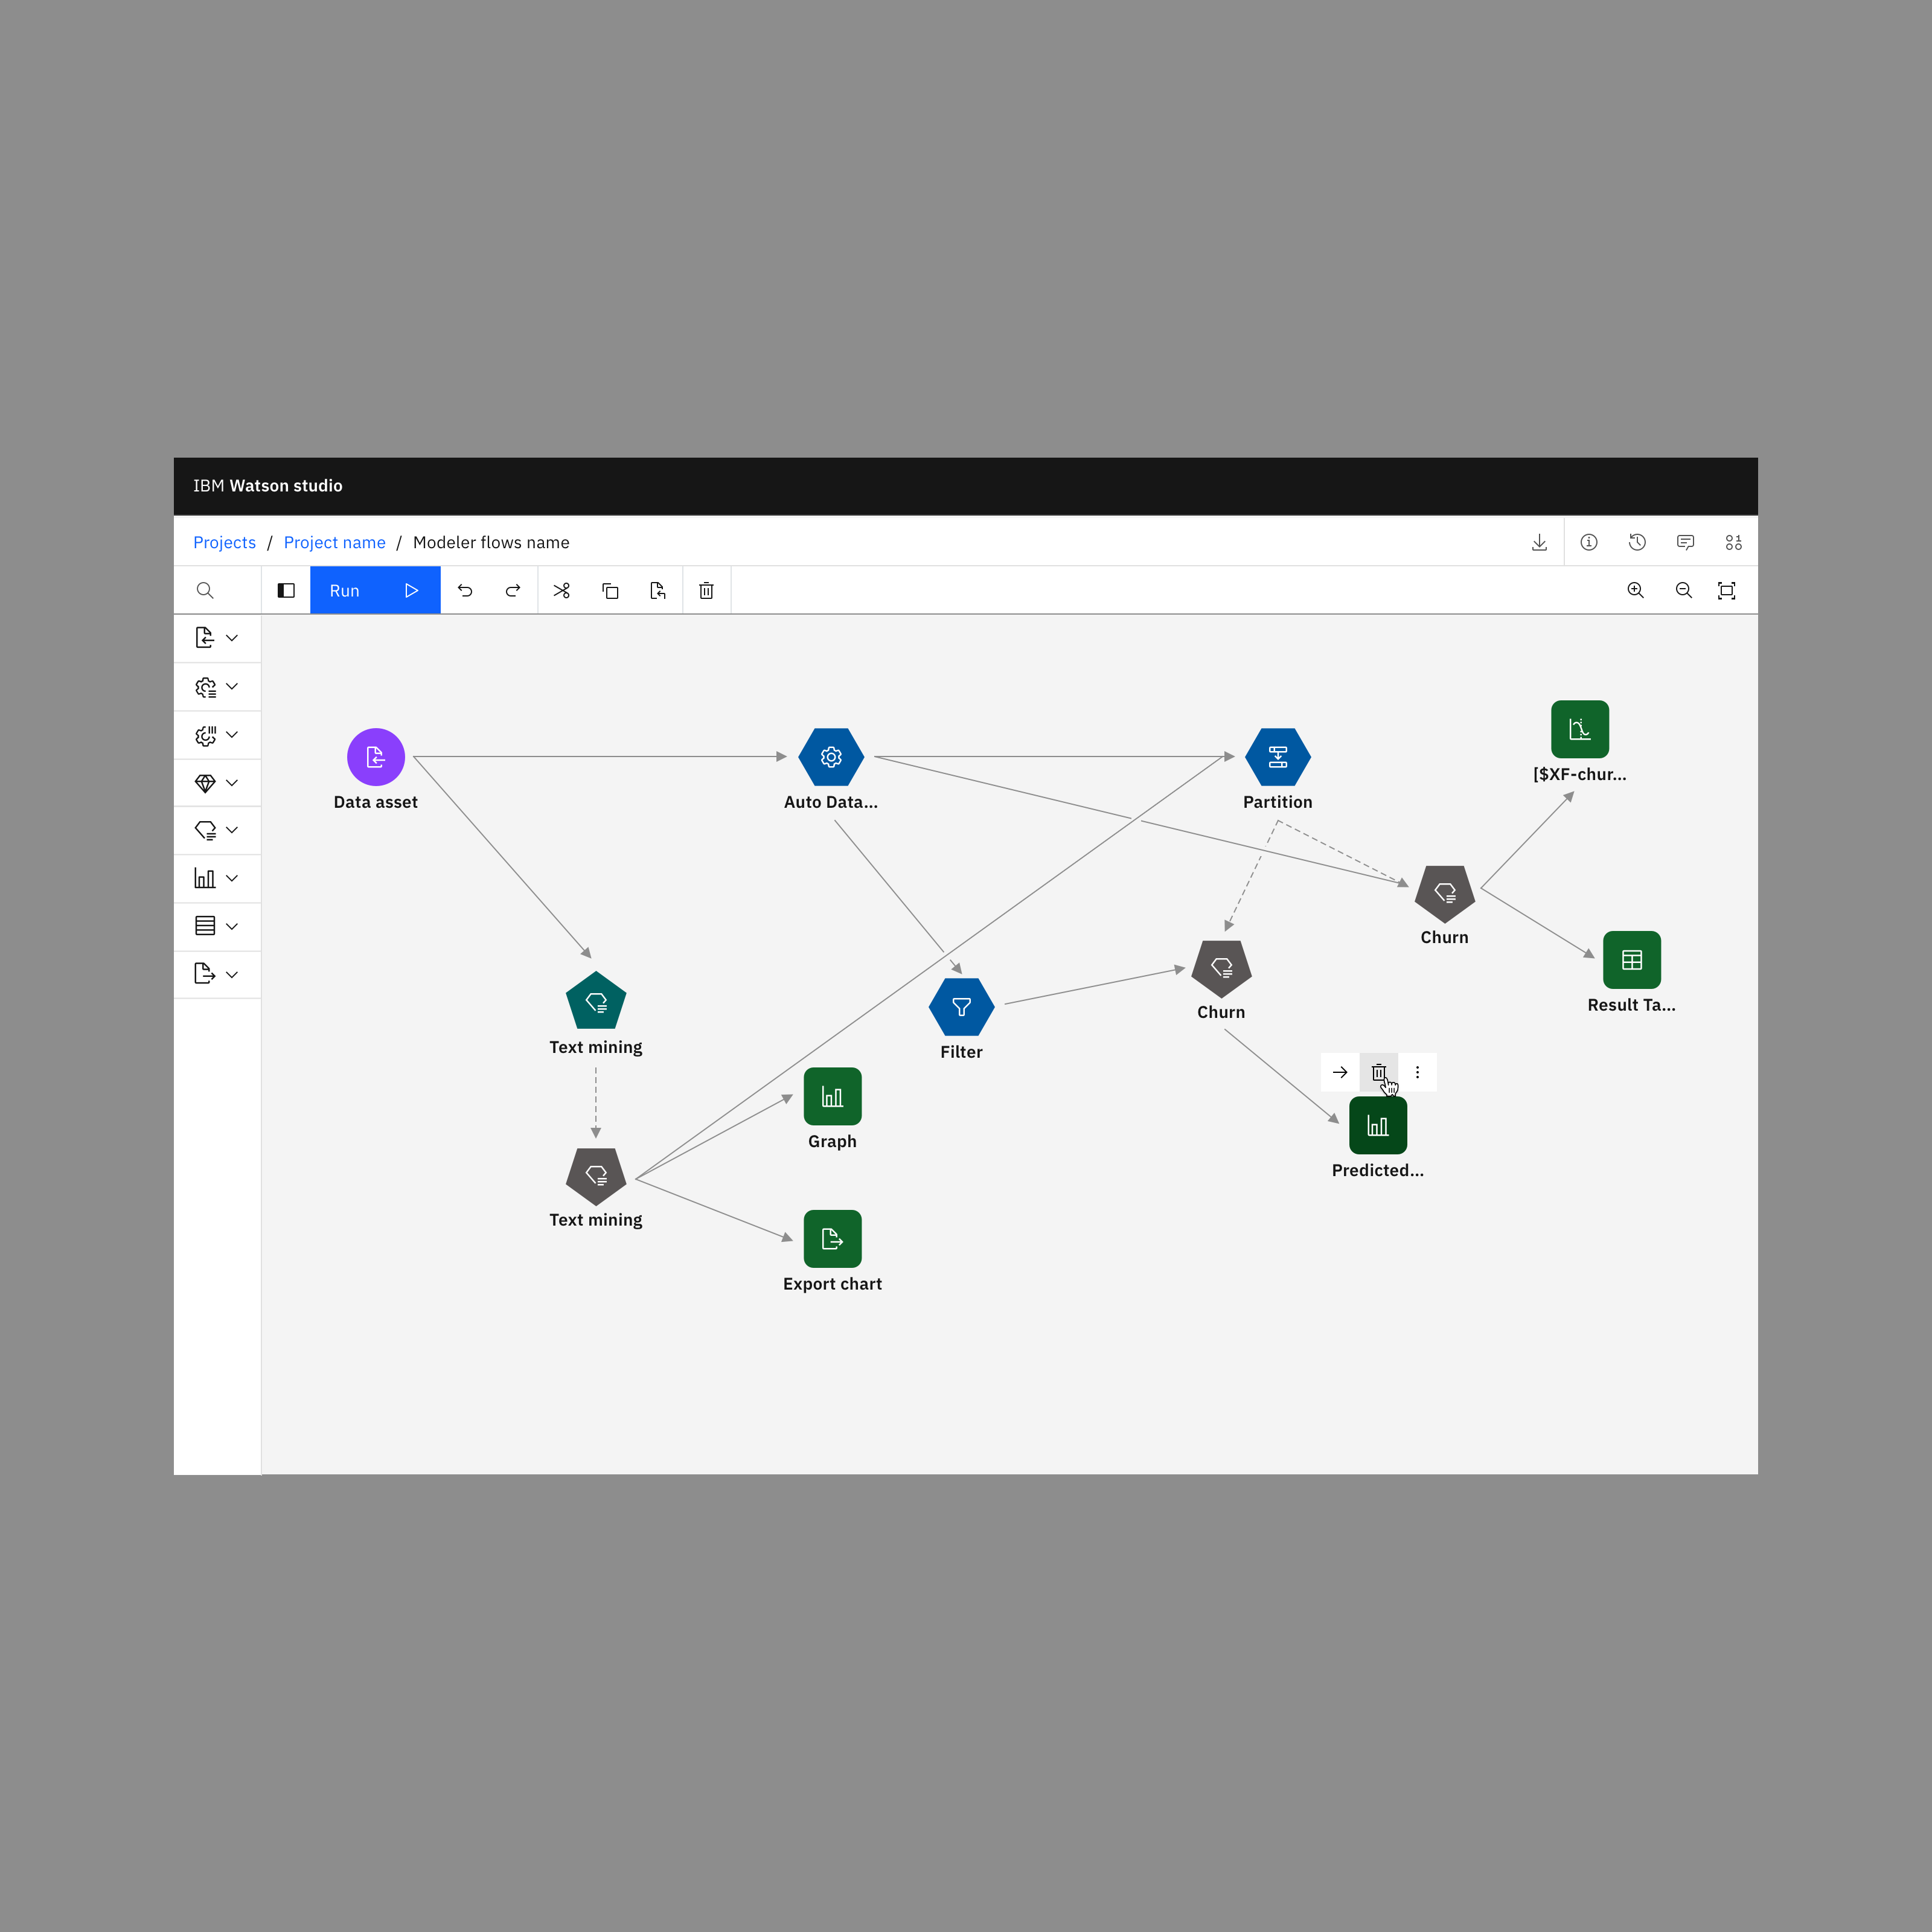 IBM Watson studio
Projects / Project name / Modeler flows name
Run
Data asset
Auto Data...
Partition
[$XF-chur...
Churn
Result Ta...
Churn
Text mining
Filter
Graph
Predicted...
Text mining
Export chart